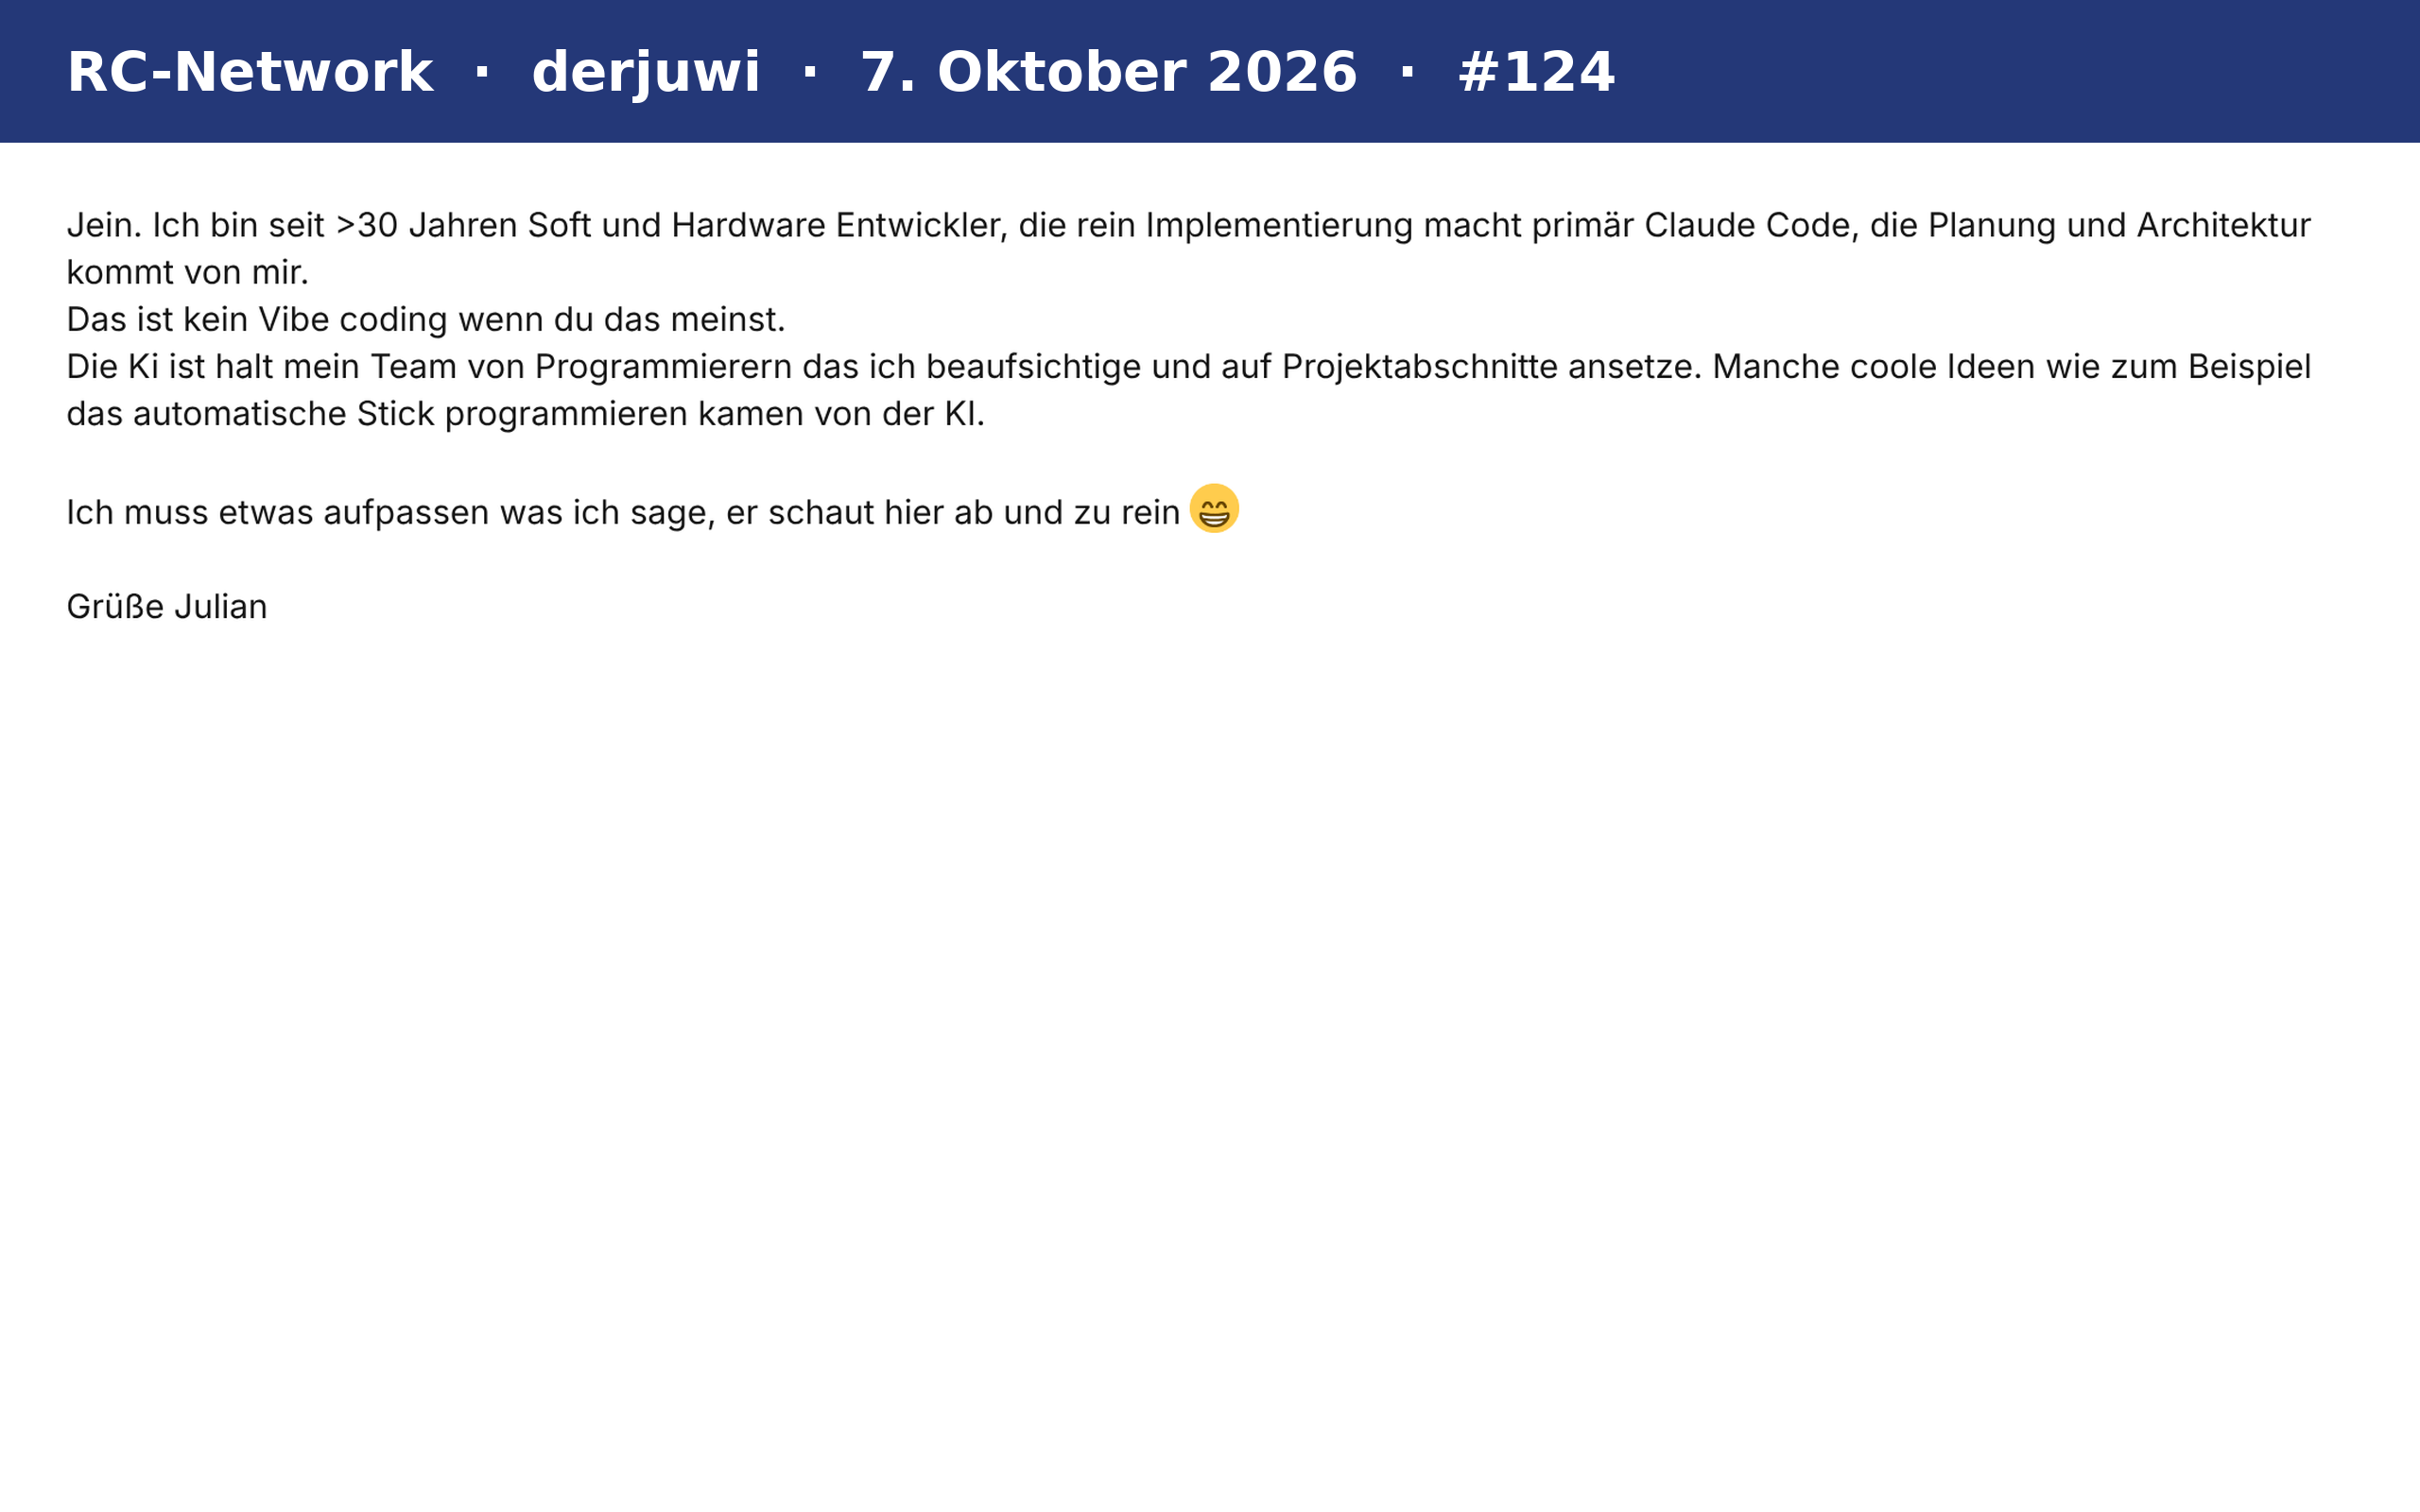 RC-Network · derjuwi · 7. Oktober 2026 · #124
Jein. Ich bin seit >30 Jahren Soft und Hardware Entwickler, die rein Implementierung macht primär Claude Code, die Planung und Architektur
kommt von mir.
Das ist kein Vibe coding wenn du das meinst.
Die Ki ist halt mein Team von Programmierern das ich beaufsichtige und auf Projektabschnitte ansetze. Manche coole Ideen wie zum Beispiel
das automatische Stick programmieren kamen von der KI.
Ich muss etwas aufpassen was ich sage, er schaut hier ab und zu rein 😄
Grüße Julian